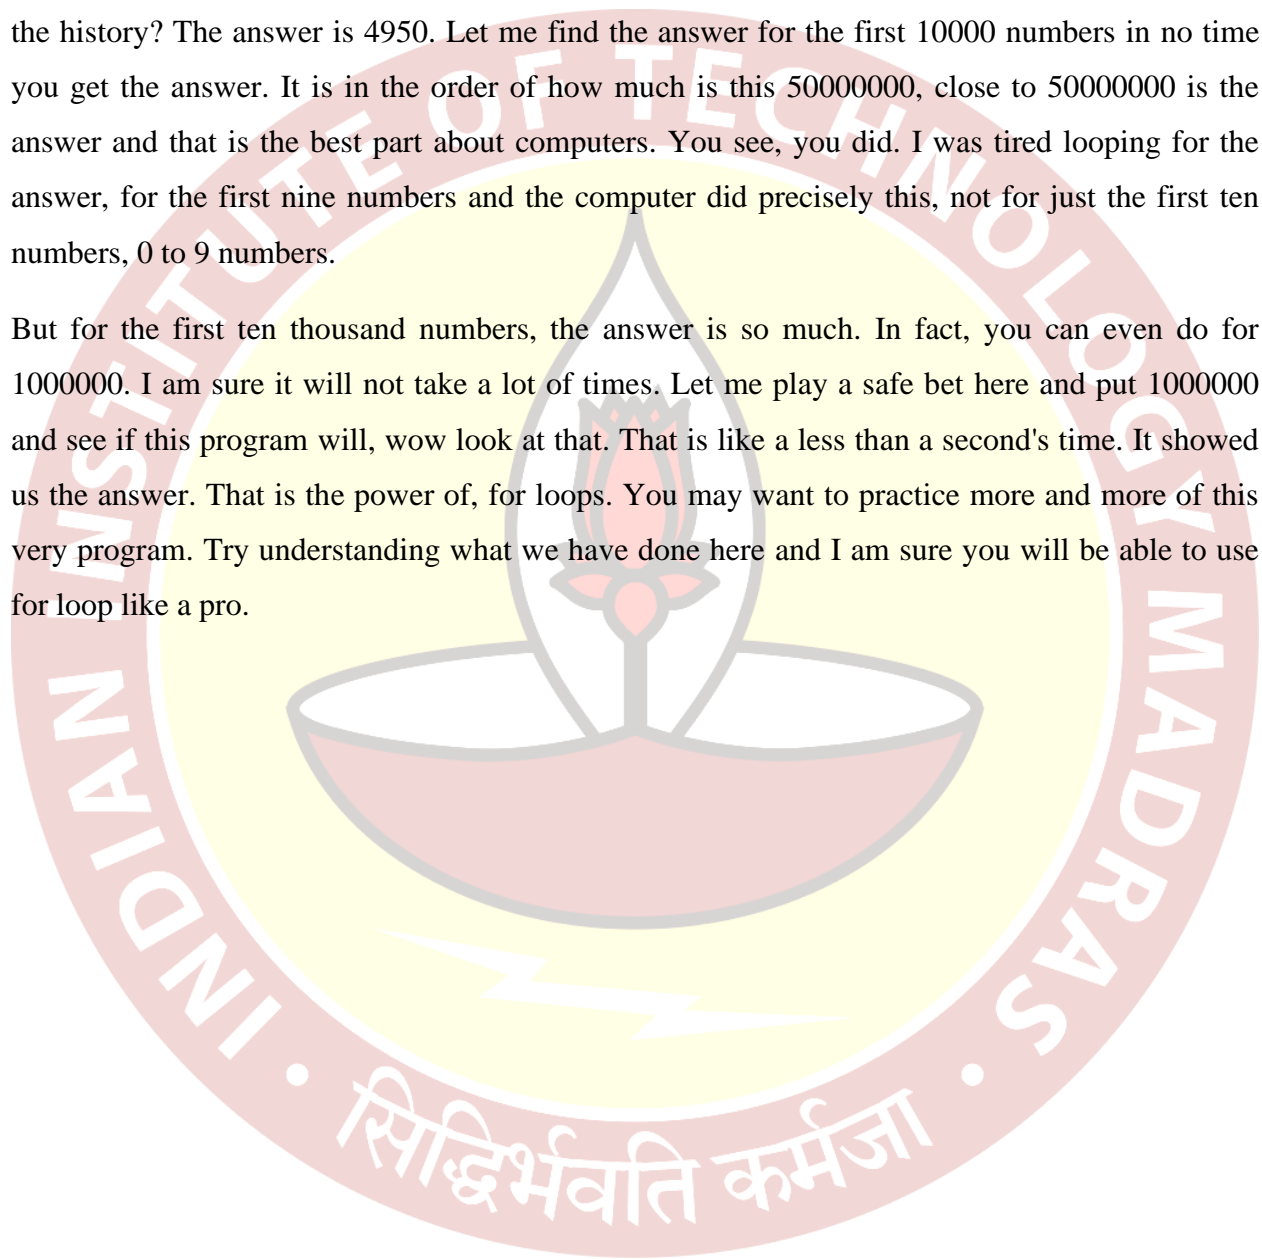 the history? The answer is 4950. Let me find the answer for the first 10000 numbers in no time
you get the answer. It is in the order of how much is this 50000000, close to 50000000 is the
answer and that is the best part about computers. You see, you did. I was tired looping for the
answer, for the first nine numbers and the computer did precisely this, not for just the first ten
numbers, 0 to 9 numbers.
But for the first ten thousand numbers, the answer is so much. In fact, you can even do for
1000000. I am sure it will not take a lot of times. Let me play a safe bet here and put 1000000
and see if this program will, wow look at that. That is like a less than a second's time. It showed
us the answer. That is the power of, for loops. You may want to practice more and more of this
very program. Try understanding what we have done here and I am sure you will be able to use
for loop like a pro.
INDIAN INSTITUTE OF TECHNOLOGY MADRAS
सिद्धिर्भवति कर्मजा